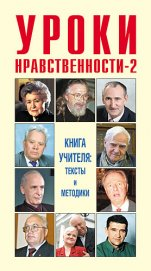 УРОКИ
НРАВСТВЕННОСТИ-2
КНИГА
УЧИТЕЛЯ:
ТЕКСТЫ
И
МЕТОДИКИ